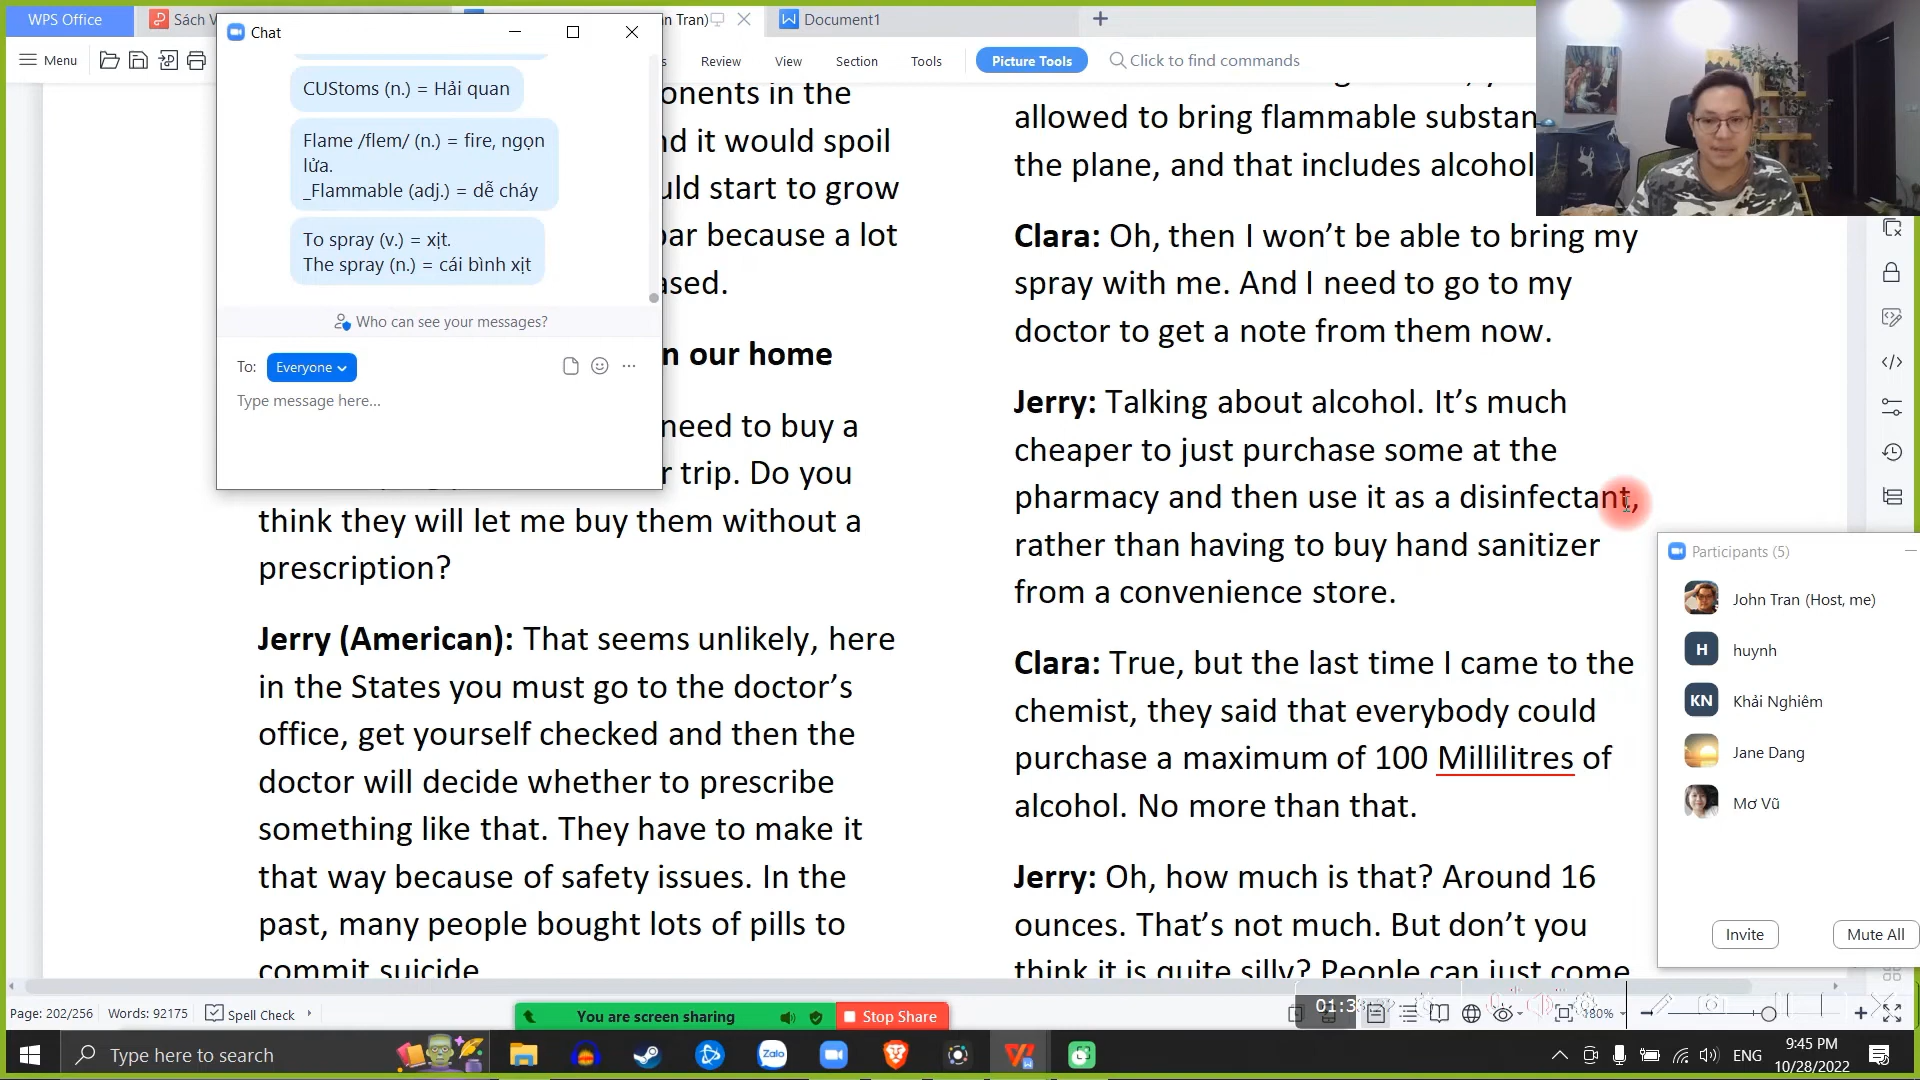 WPS Office
Sách V
n Tran)
Document1
Chat
Menu
s
Review
View
Section
Tools
Picture Tools
Click to find commands
CUStoms (n.) = Hải quan
Flame /flem/ (n.) = fire, ngọn
lửa.
_Flammable (adj.) = dễ cháy
To spray (v.) = xịt.
The spray (n.) = cái bình xịt
Who can see your messages?
To: Everyone
Type message here...
onents in the
nd it would spoil
uld start to grow
ar because a lot
ased.
n our home
need to buy a
r trip. Do you
think they will let me buy them without a
prescription?
Jerry (American): That seems unlikely, here
in the States you must go to the doctor's
office, get yourself checked and then the
doctor will decide whether to prescribe
something like that. They have to make it
that way because of safety issues. In the
past, many people bought lots of pills to
commit suicide.
allowed to bring flammable substan
the plane, and that includes alcohol
Clara: Oh, then I won't be able to bring my
spray with me. And I need to go to my
doctor to get a note from them now.
Jerry: Talking about alcohol. It's much
cheaper to just purchase some at the
pharmacy and then use it as a disinfectant,
rather than having to buy hand sanitizer
from a convenience store.
Clara: True, but the last time I came to the
chemist, they said that everybody could
purchase a maximum of 100 Millilitres of
alcohol. No more than that.
Jerry: Oh, how much is that? Around 16
ounces. That's not much. But don't you
think it is quite silly? People can just come
Participants (5)
John Tran (Host, me)
H huynh
KN Khải Nghiêm
Jane Dang
Mơ Vũ
Invite
Mute All
Page: 202/256
Words: 92175
Spell Check
You are screen sharing
Stop Share
180%
Type here to search
Zalo
ENG
9:45 PM
10/28/2022